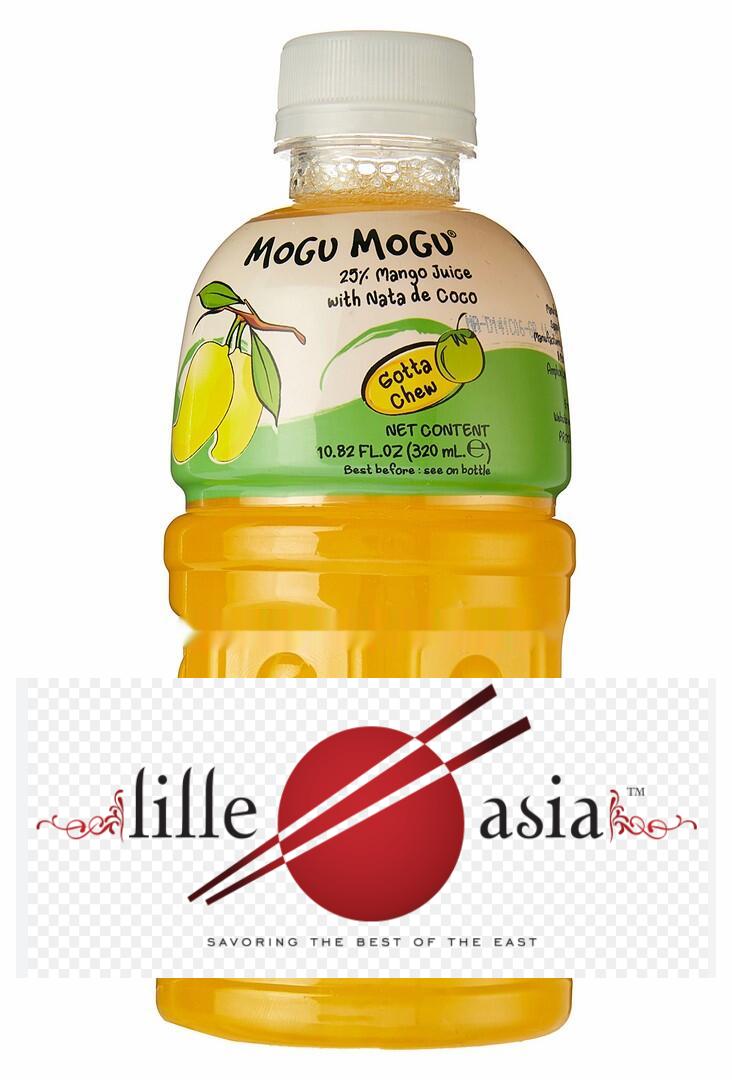 MOGU MOGU®
25% Mango Juice
with Nata de Coco
Gotta
Chew
NET CONTENT
10.82 FL.OZ (320 mL.℮)
Best before : see on bottle
lille asia™
SAVORING THE BEST OF THE EAST